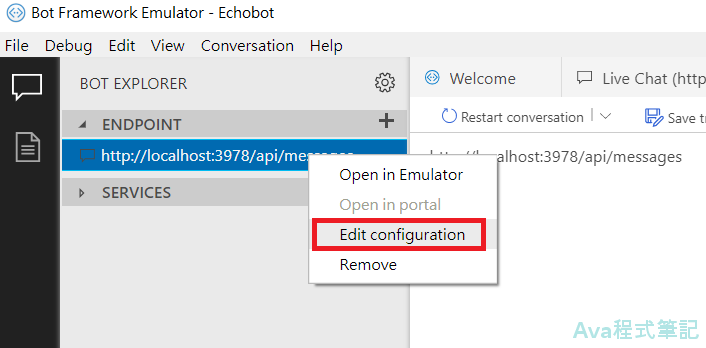 Bot Framework Emulator - Echobot
File Debug Edit View Conversation Help
BOT EXPLORER
Welcome
Live Chat (http
Restart conversation
Save tr
ENDPOINT
http://localhost:3978/api/messages
http://localhost:3978/api/messages
SERVICES
Open in Emulator
Open in portal
Edit configuration
Remove
Ava程式筆記